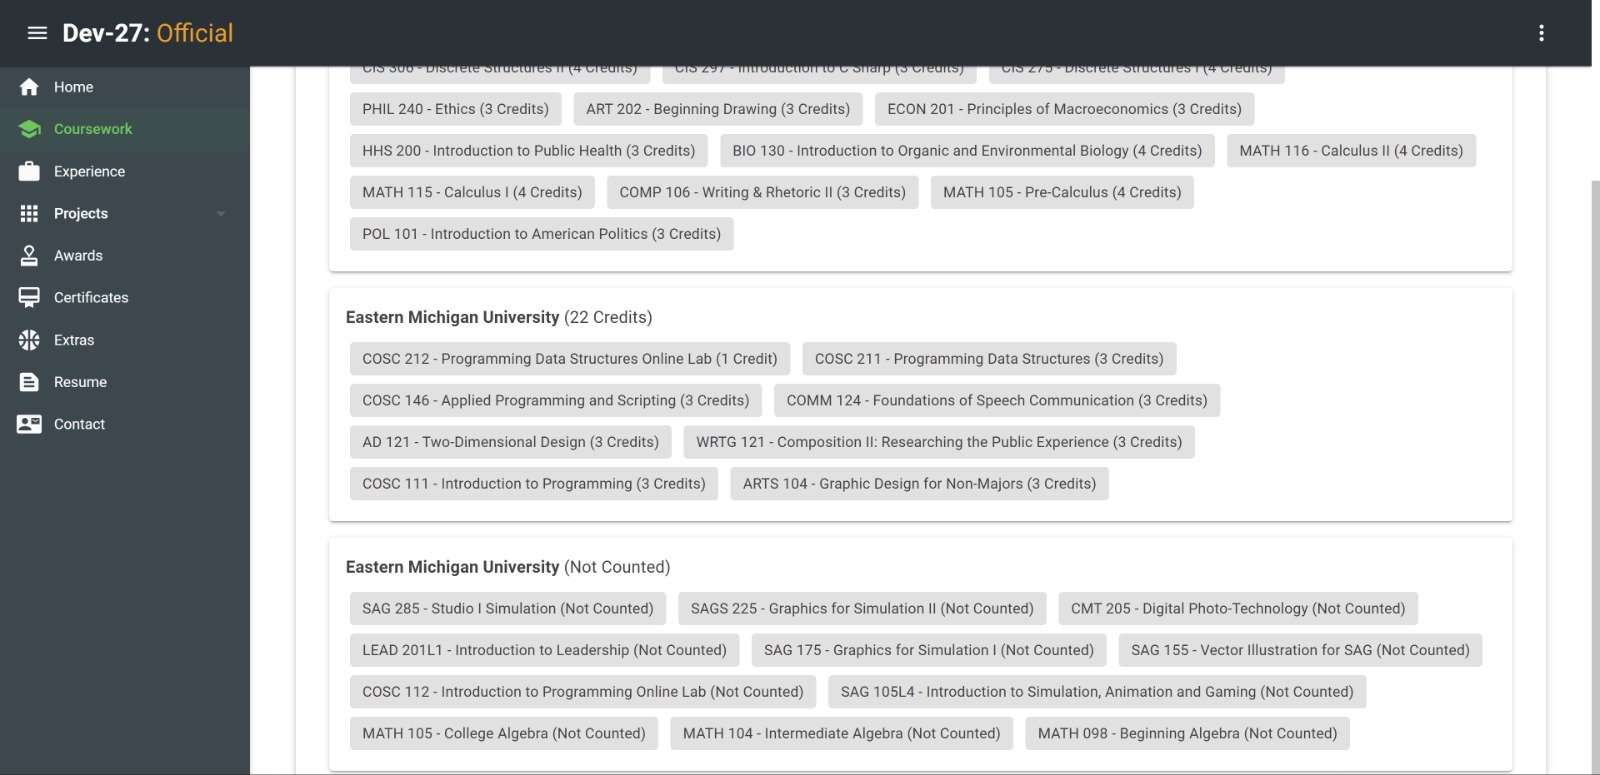 Dev-27: Official
Home
Coursework
Experience
Projects
Awards
Certificates
Extras
Resume
Contact
CIS 306 - Discrete Structures II (4 Credits) CIS 297 - Introduction to C Sharp (3 Credits) CIS 275 - Discrete Structures I (4 Credits)
PHIL 240 - Ethics (3 Credits) ART 202 - Beginning Drawing (3 Credits) ECON 201 - Principles of Macroeconomics (3 Credits)
HHS 200 - Introduction to Public Health (3 Credits) BIO 130 - Introduction to Organic and Environmental Biology (4 Credits) MATH 116 - Calculus II (4 Credits)
MATH 115 - Calculus I (4 Credits) COMP 106 - Writing & Rhetoric II (3 Credits) MATH 105 - Pre-Calculus (4 Credits)
POL 101 - Introduction to American Politics (3 Credits)
Eastern Michigan University (22 Credits)
COSC 212 - Programming Data Structures Online Lab (1 Credit) COSC 211 - Programming Data Structures (3 Credits)
COSC 146 - Applied Programming and Scripting (3 Credits) COMM 124 - Foundations of Speech Communication (3 Credits)
AD 121 - Two-Dimensional Design (3 Credits) WRTG 121 - Composition II: Researching the Public Experience (3 Credits)
COSC 111 - Introduction to Programming (3 Credits) ARTS 104 - Graphic Design for Non-Majors (3 Credits)
Eastern Michigan University (Not Counted)
SAG 285 - Studio I Simulation (Not Counted) SAGS 225 - Graphics for Simulation II (Not Counted) CMT 205 - Digital Photo-Technology (Not Counted)
LEAD 201L1 - Introduction to Leadership (Not Counted) SAG 175 - Graphics for Simulation I (Not Counted) SAG 155 - Vector Illustration for SAG (Not Counted)
COSC 112 - Introduction to Programming Online Lab (Not Counted) SAG 105L4 - Introduction to Simulation, Animation and Gaming (Not Counted)
MATH 105 - College Algebra (Not Counted) MATH 104 - Intermediate Algebra (Not Counted) MATH 098 - Beginning Algebra (Not Counted)